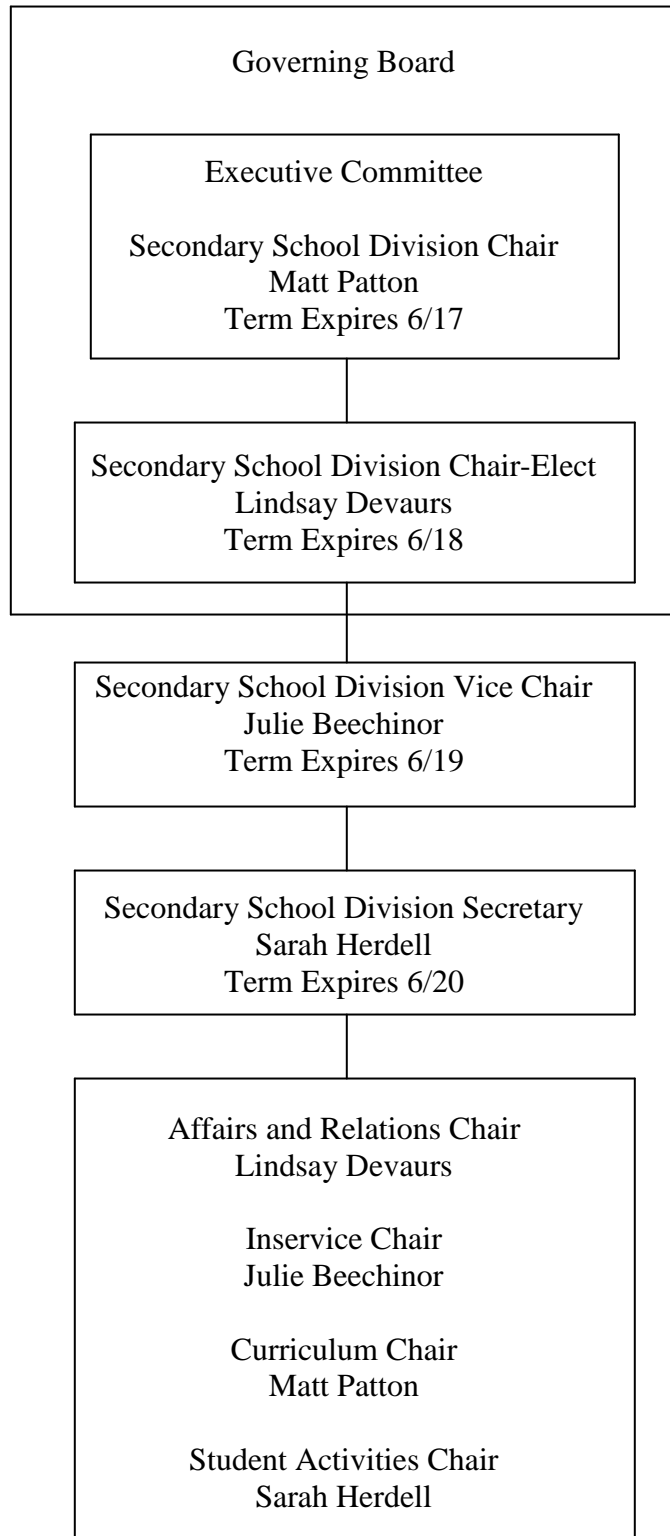 Governing Board
Executive Committee
Secondary School Division Chair
Matt Patton
Term Expires 6/17
Secondary School Division Chair-Elect
Lindsay Devaurs
Term Expires 6/18
Secondary School Division Vice Chair
Julie Beechinor
Term Expires 6/19
Secondary School Division Secretary
Sarah Herdell
Term Expires 6/20
Affairs and Relations Chair
Lindsay Devaurs
Inservice Chair
Julie Beechinor
Curriculum Chair
Matt Patton
Student Activities Chair
Sarah Herdell